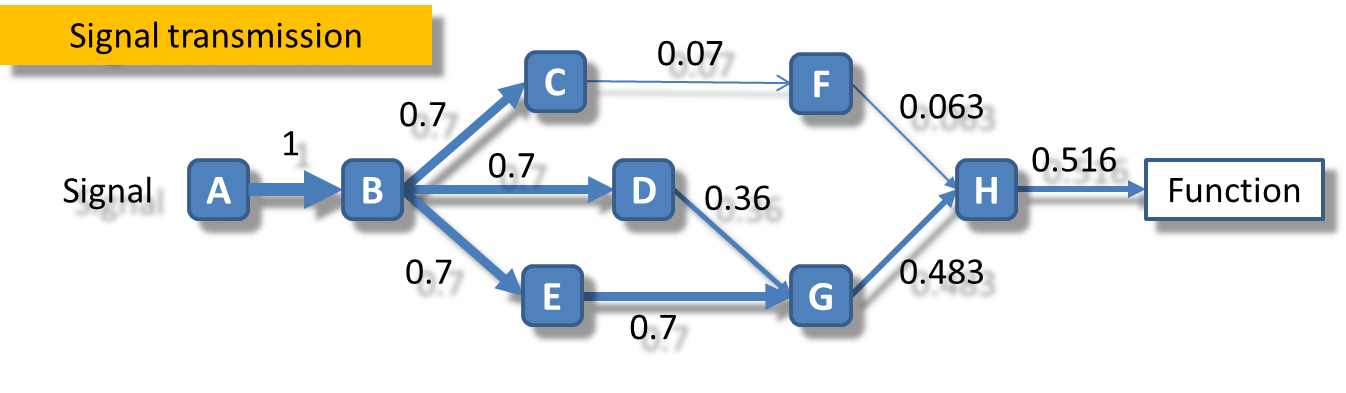 Signal transmission
Signal
A
1
B
0.7
0.7
0.7
C
D
E
0.07
0.36
0.7
F
G
0.063
0.483
H
0.516
Function